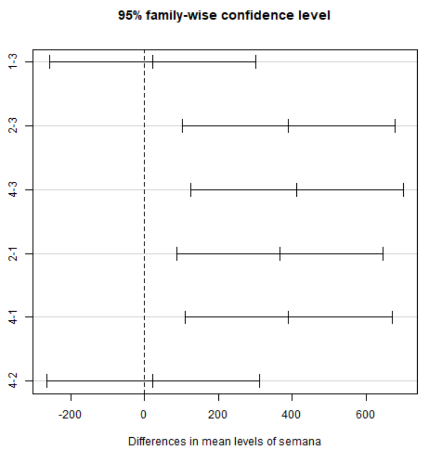 95% family-wise confidence level
1-3
2-3
4-3
2-1
4-1
4-2
-200 0 200 400 600
Differences in mean levels of semana